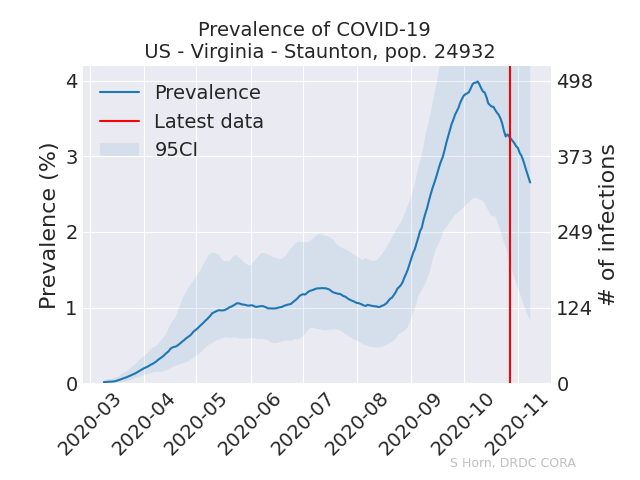 Prevalence of COVID-19
US - Virginia - Staunton, pop. 24932
Prevalence
Latest data
95CI
Prevalence (%)
4
3
2
1
0
498
373
249
124
0
# of infections
2020-03
2020-04
2020-05
2020-06
2020-07
2020-08
2020-09
2020-10
2020-11
S Horn, DRDC CORA